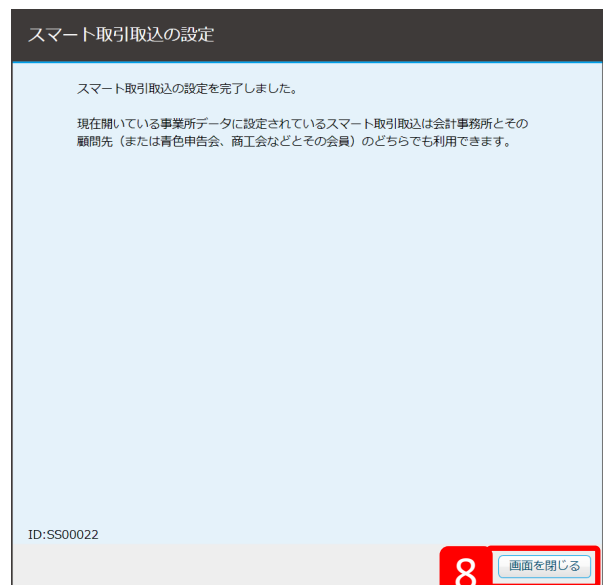 スマート取引取込の設定
スマート取引取込の設定を完了しました。
現在開いている事業所データに設定されているスマート取引取込は会計事務所とその
顧問先（または青色申告会、商工会などとその会員）のどちらでも利用できます。
ID:SS00022
8
画面を閉じる